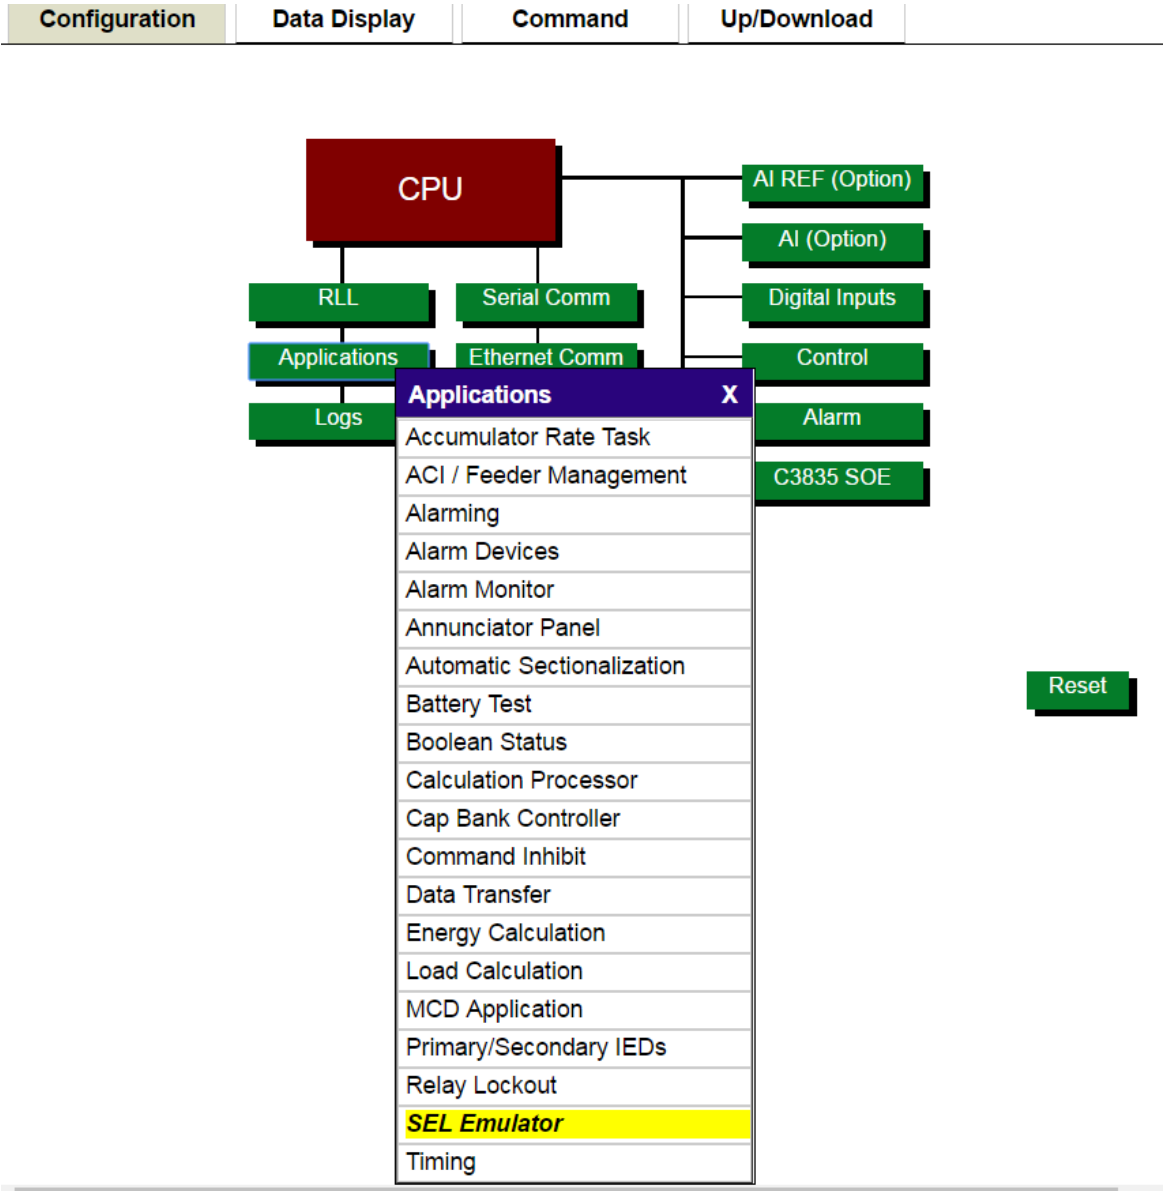 Configuration
Data Display
Command
Up/Download
CPU
AI REF (Option)
AI (Option)
RLL
Serial Comm
Digital Inputs
Applications
Ethernet Comm
Control
Logs
Alarm
C3835 SOE
Applications X
Accumulator Rate Task
ACI / Feeder Management
Alarming
Alarm Devices
Alarm Monitor
Annunciator Panel
Automatic Sectionalization
Battery Test
Boolean Status
Calculation Processor
Cap Bank Controller
Command Inhibit
Data Transfer
Energy Calculation
Load Calculation
MCD Application
Primary/Secondary IEDs
Relay Lockout
SEL Emulator
Timing
Reset